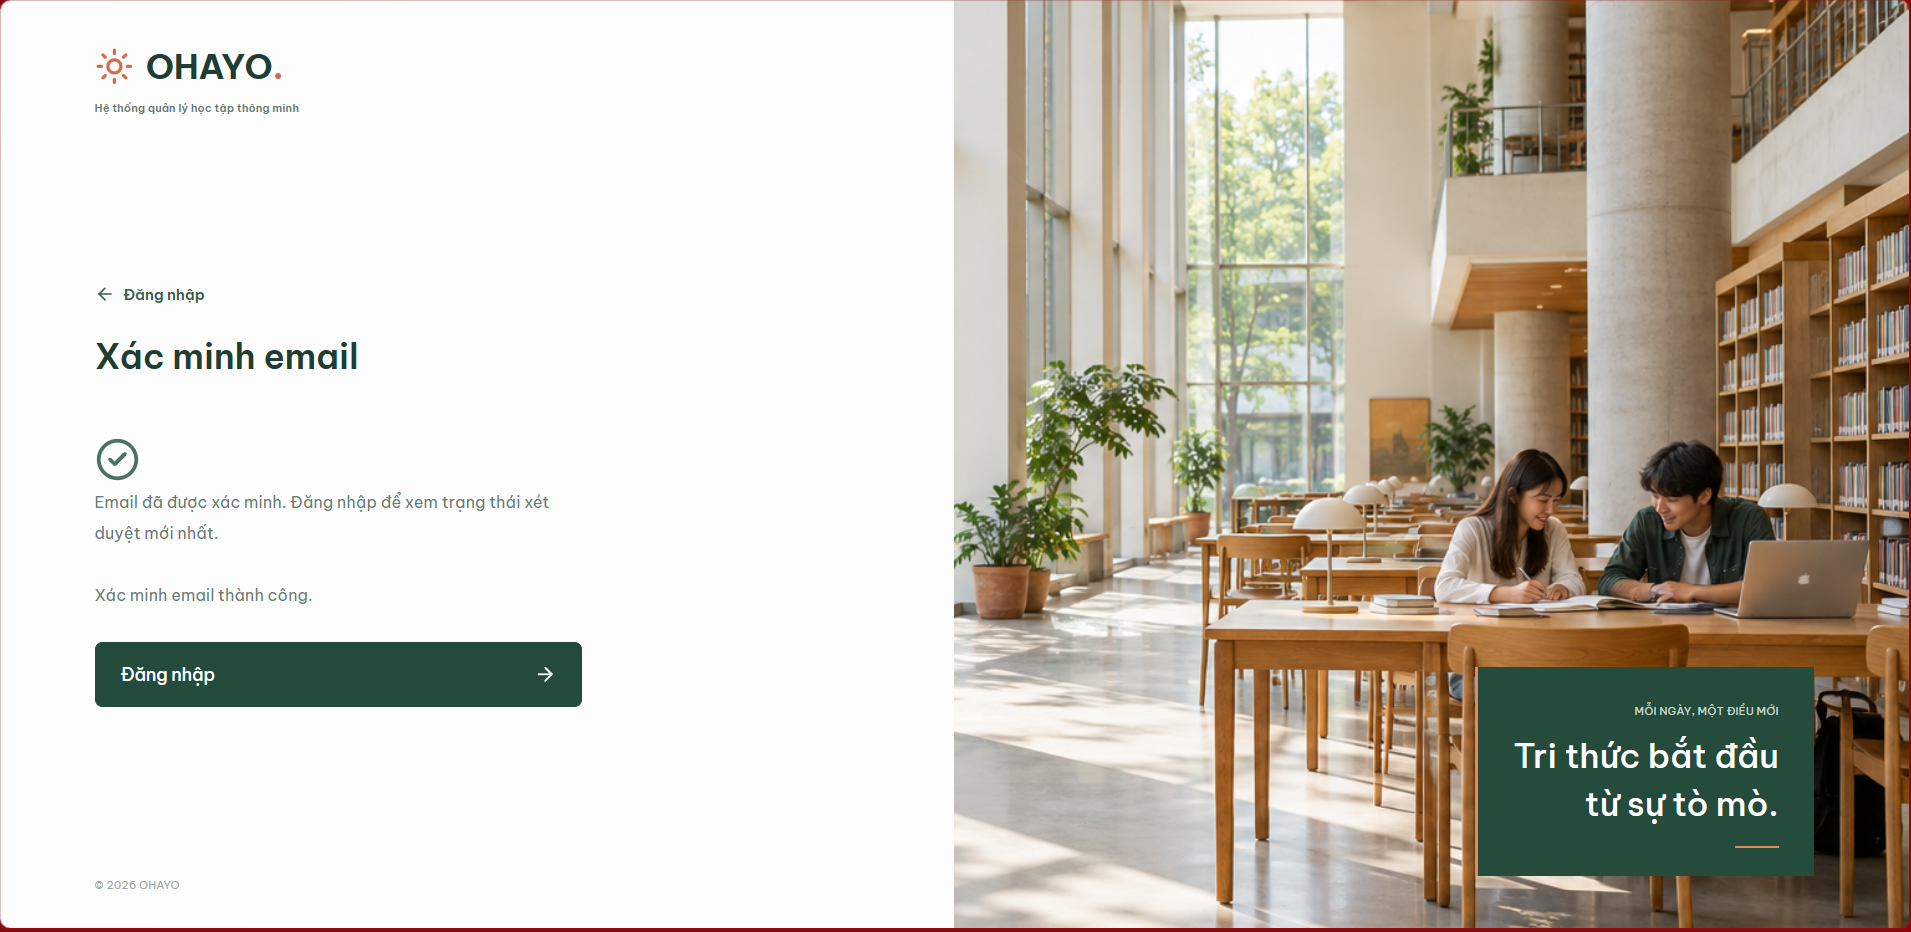 OHAYO.
Hệ thống quản lý học tập thông minh
Đăng nhập
Xác minh email
Email đã được xác minh. Đăng nhập để xem trạng thái xét
duyệt mới nhất.
Xác minh email thành công.
Đăng nhập
© 2026 OHAYO
MỖI NGÀY, MỘT ĐIỀU MỚI
Tri thức bắt đầu
từ sự tò mò.